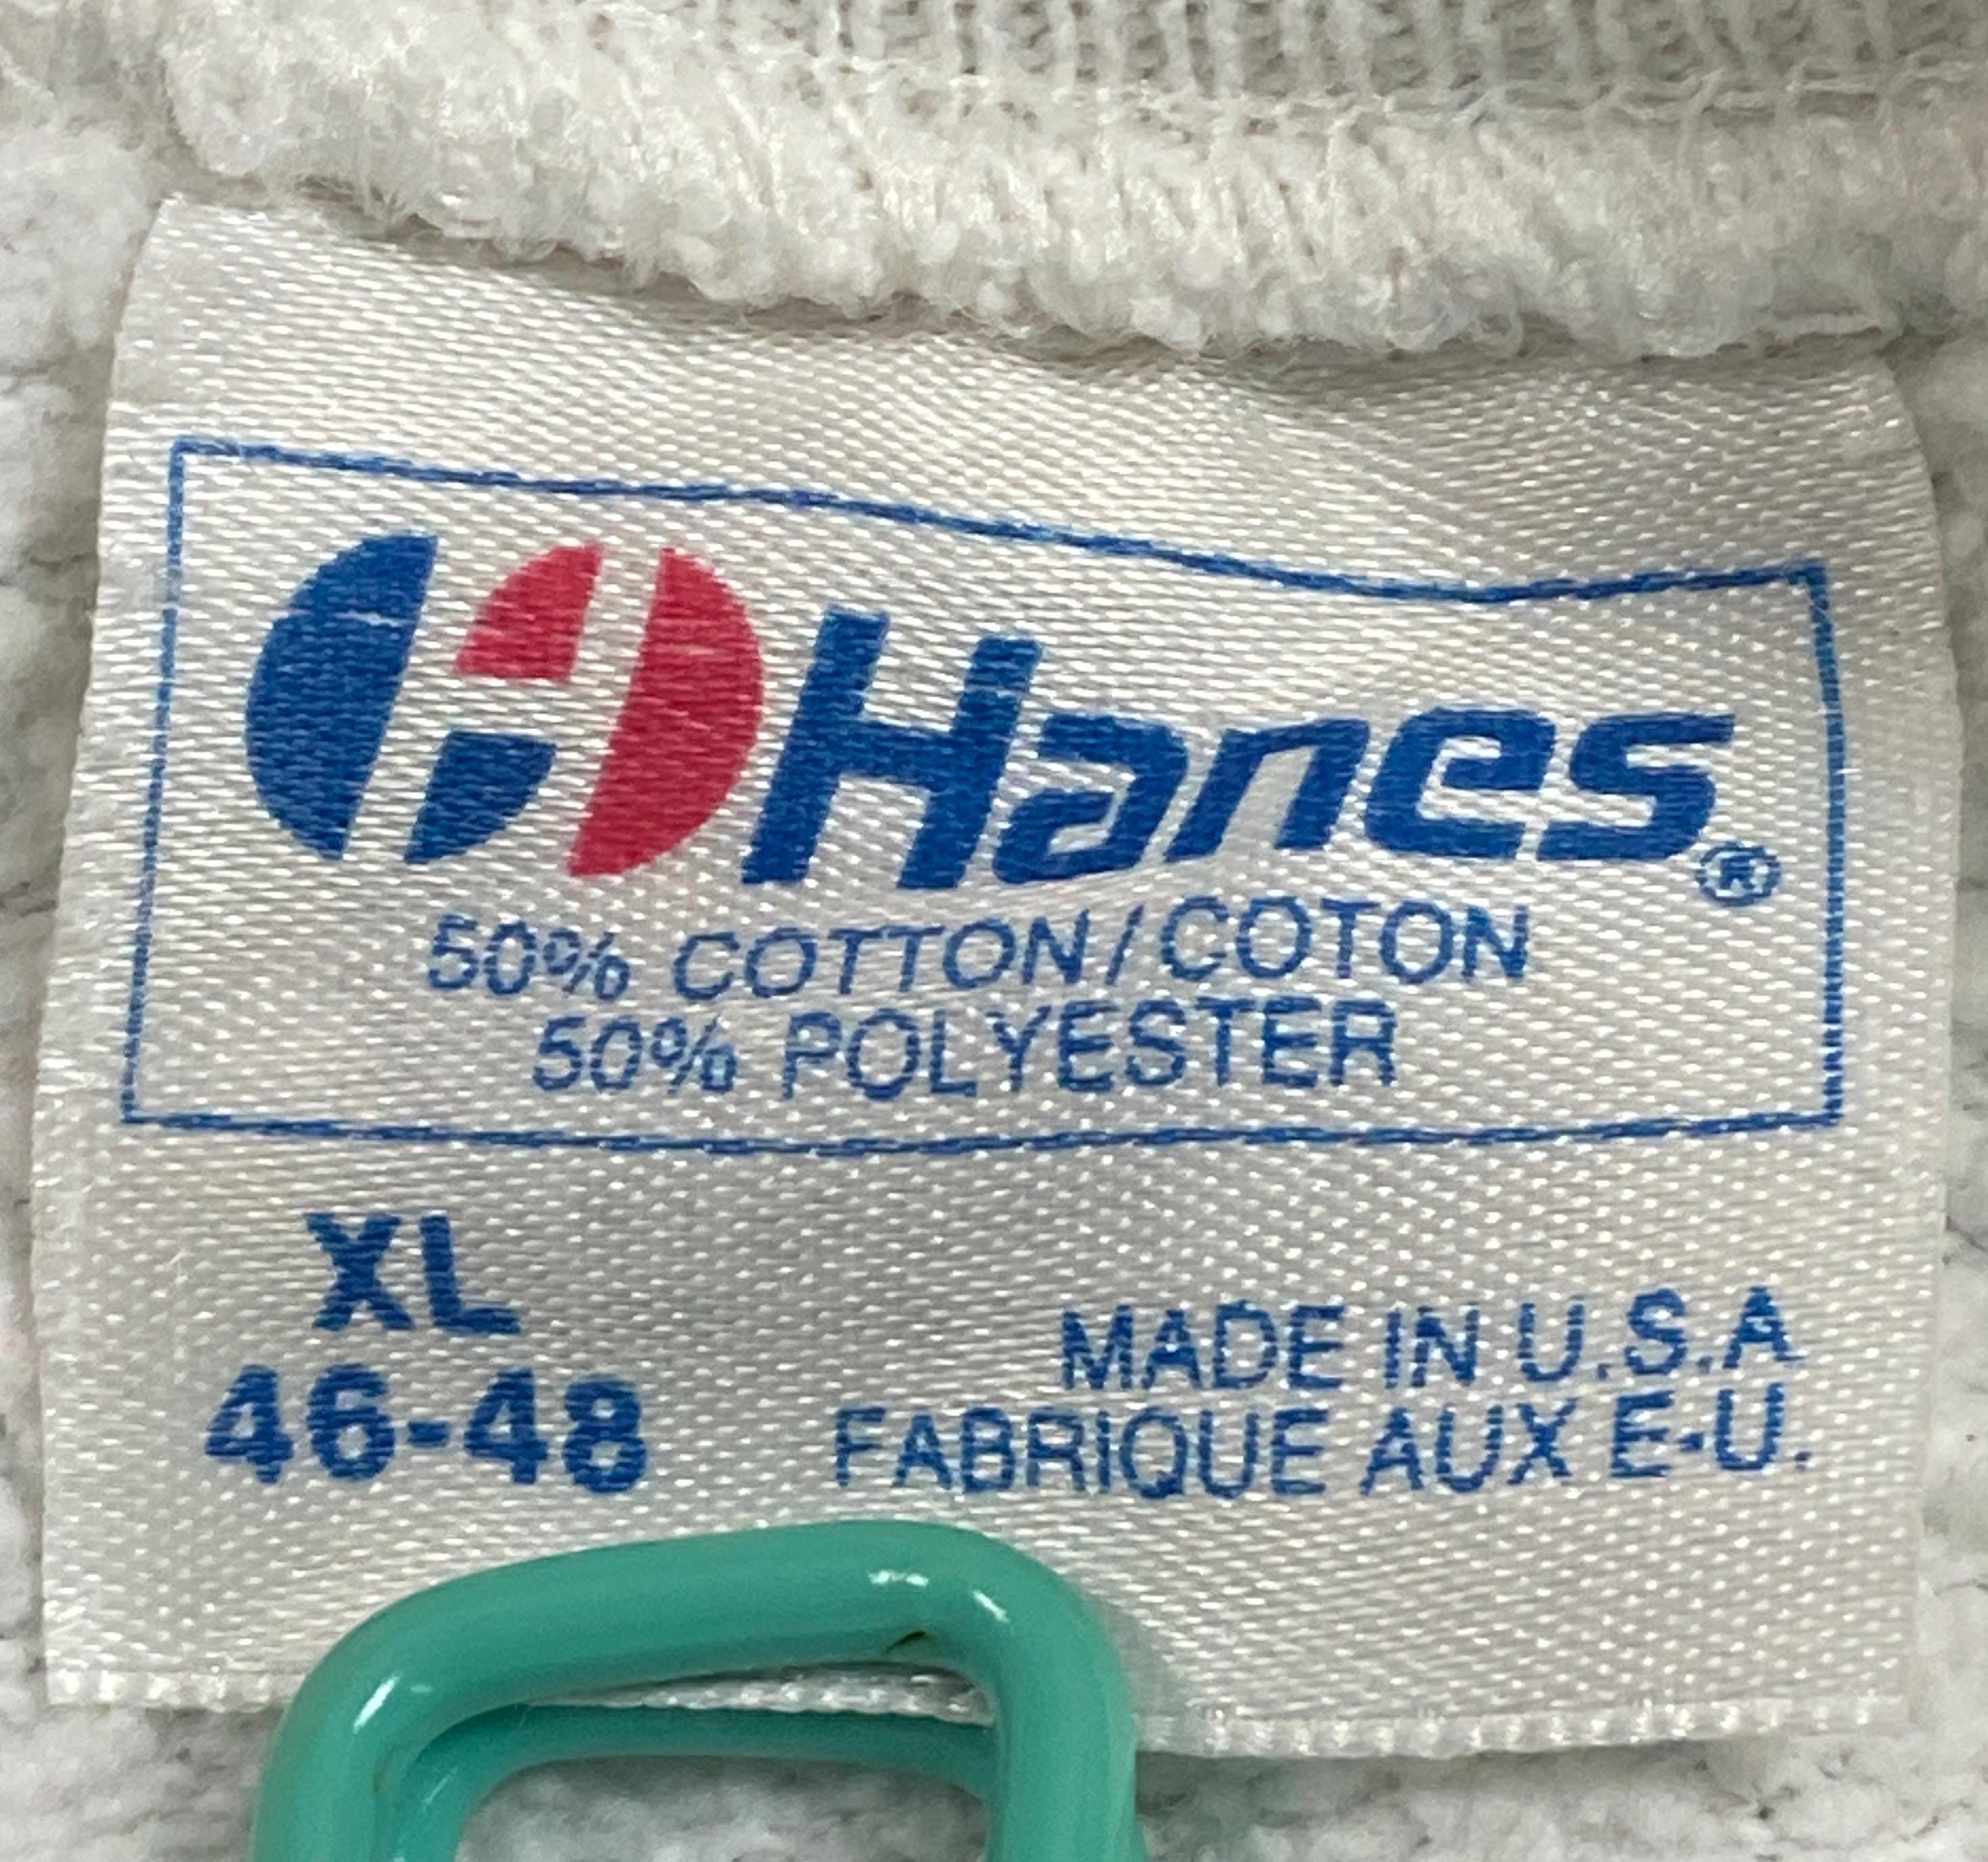 Hanes®
50% COTTON/COTON
50% POLYESTER
XL
46-48
MADE IN U.S.A
FABRIQUE AUX E-U.